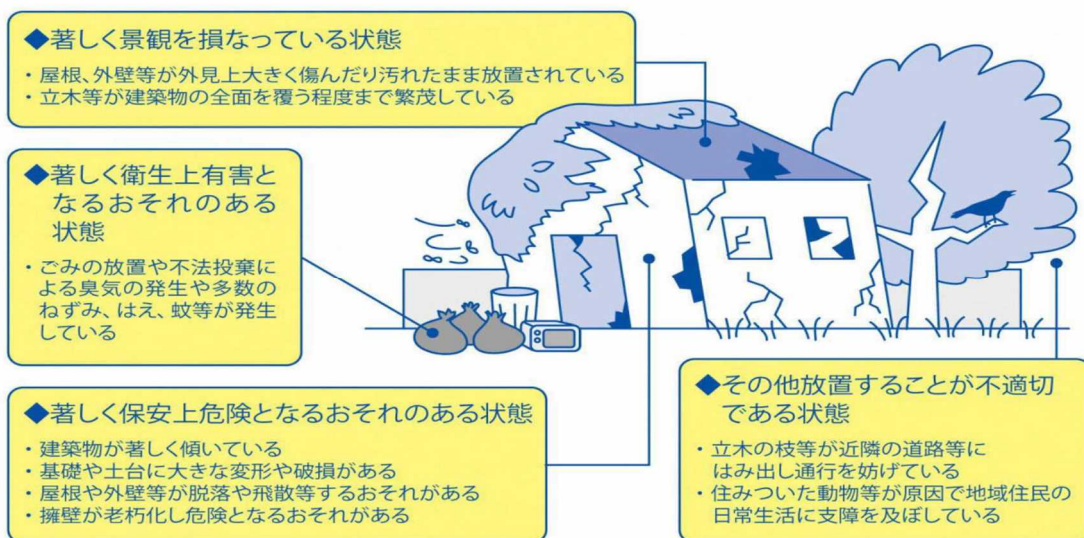 ◆著しく景観を損なっている状態
・屋根、外壁等が外見上大きく傷んだり汚れたまま放置されている
・立木等が建築物の全面を覆う程度まで繁茂している
◆著しく衛生上有害と
なるおそれのある
状態
・ごみの放置や不法投棄に
よる臭気の発生や多数の
ねずみ、はえ、蚊等が発生
している
◆著しく保安上危険となるおそれのある状態
・建築物が著しく傾いている
・基礎や土台に大きな変形や破損がある
・屋根や外壁等が脱落や飛散等するおそれがある
・擁壁が老朽化し危険となるおそれがある
◆その他放置することが不適切
である状態
・立木の枝等が近隣の道路等に
はみ出し通行を妨げている
・住みついた動物等が原因で地域住民の
日常生活に支障を及ぼしている